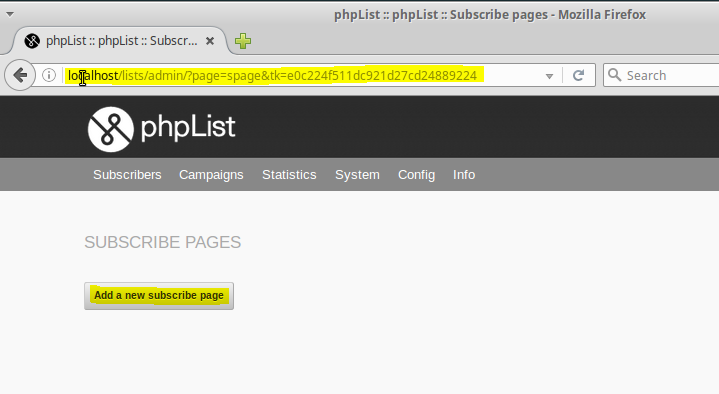 phpList :: phpList :: Subscribe pages - Mozilla Firefox
phpList :: phpList :: Subscr...
localhost/lists/admin/?page=spage&tk=e0c224f511dc921d27cd24889224
Search
phpList
Subscribers Campaigns Statistics System Config Info
SUBSCRIBE PAGES
Add a new subscribe page